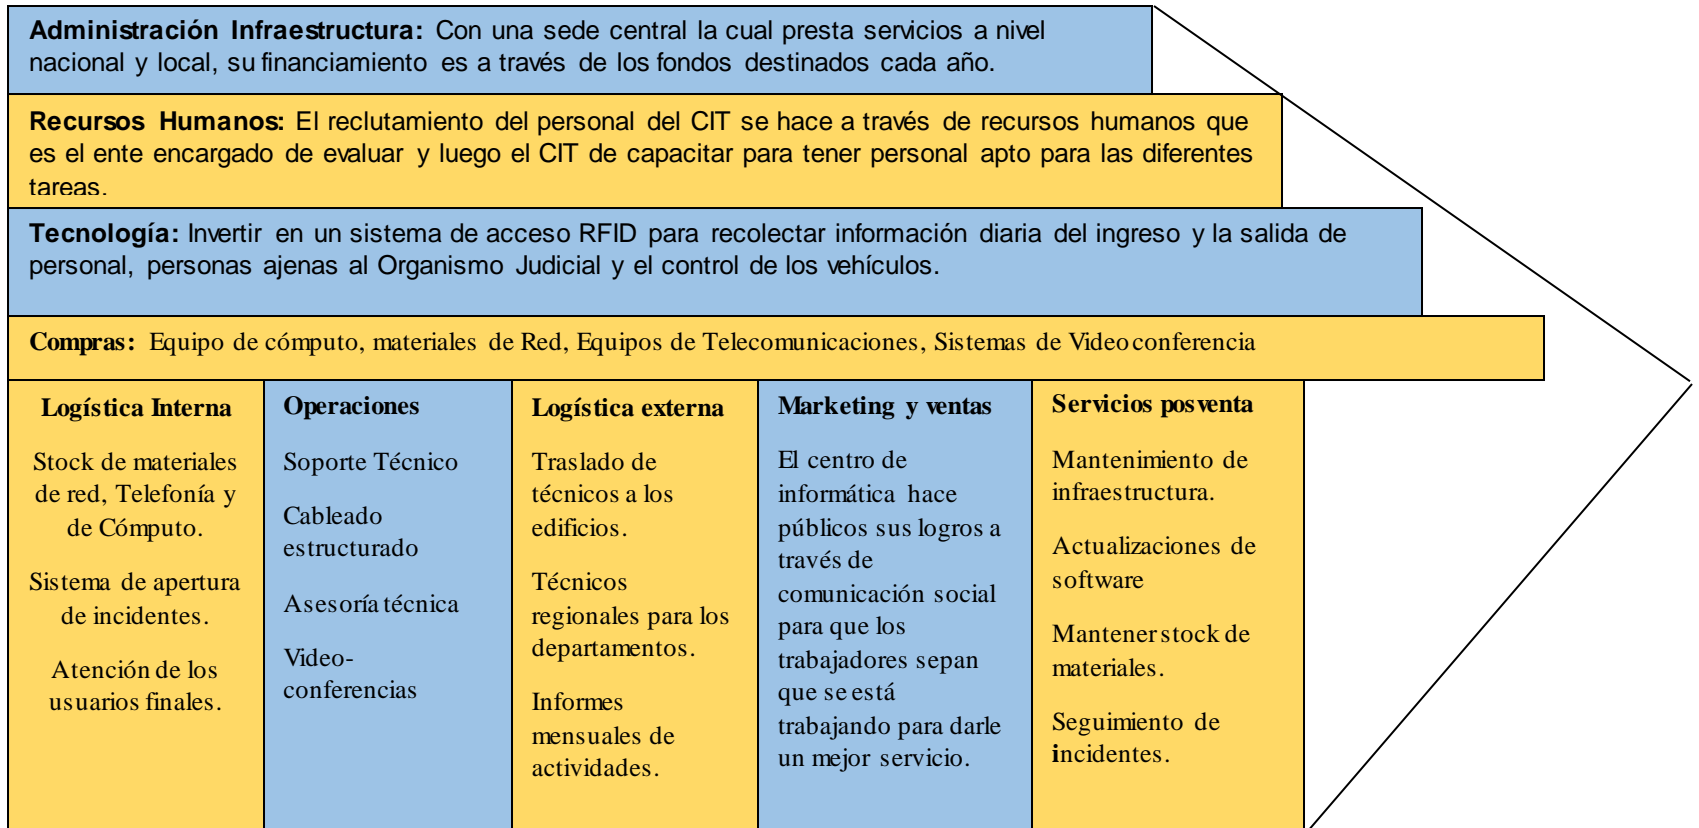 Administración Infraestructura: Con una sede central la cual presta servicios a nivel
nacional y local, su financiamiento es a través de los fondos destinados cada año.
Recursos Humanos: El reclutamiento del personal del CIT se hace a través de recursos humanos que
es el ente encargado de evaluar y luego el CIT de capacitar para tener personal apto para las diferentes
tareas.
Tecnología: Invertir en un sistema de acceso RFID para recolectar información diaria del ingreso y la salida de
personal, personas ajenas al Organismo Judicial y el control de los vehículos.
Compras: Equipo de cómputo, materiales de Red, Equipos de Telecomunicaciones, Sistemas de Videoconferencia
Logística Interna
Stock de materiales
de red, Telefonía y
de Cómputo.
Sistema de apertura
de incidentes.
Atención de los
usuarios finales.
Operaciones
Soporte Técnico
Cableado
estructurado
Asesoría técnica
Video-
conferencias
Logística externa
Traslado de
técnicos a los
edificios.
Técnicos
regionales para los
departamentos.
Informes
mensuales de
actividades.
Marketing y ventas
El centro de
informática hace
públicos sus logros a
través de
comunicación social
para que los
trabajadores sepan
que se está
trabajando para darle
un mejor servicio.
Servicios posventa
Mantenimiento de
infraestructura.
Actualizaciones de
software
Mantener stock de
materiales.
Seguimiento de
incidentes.